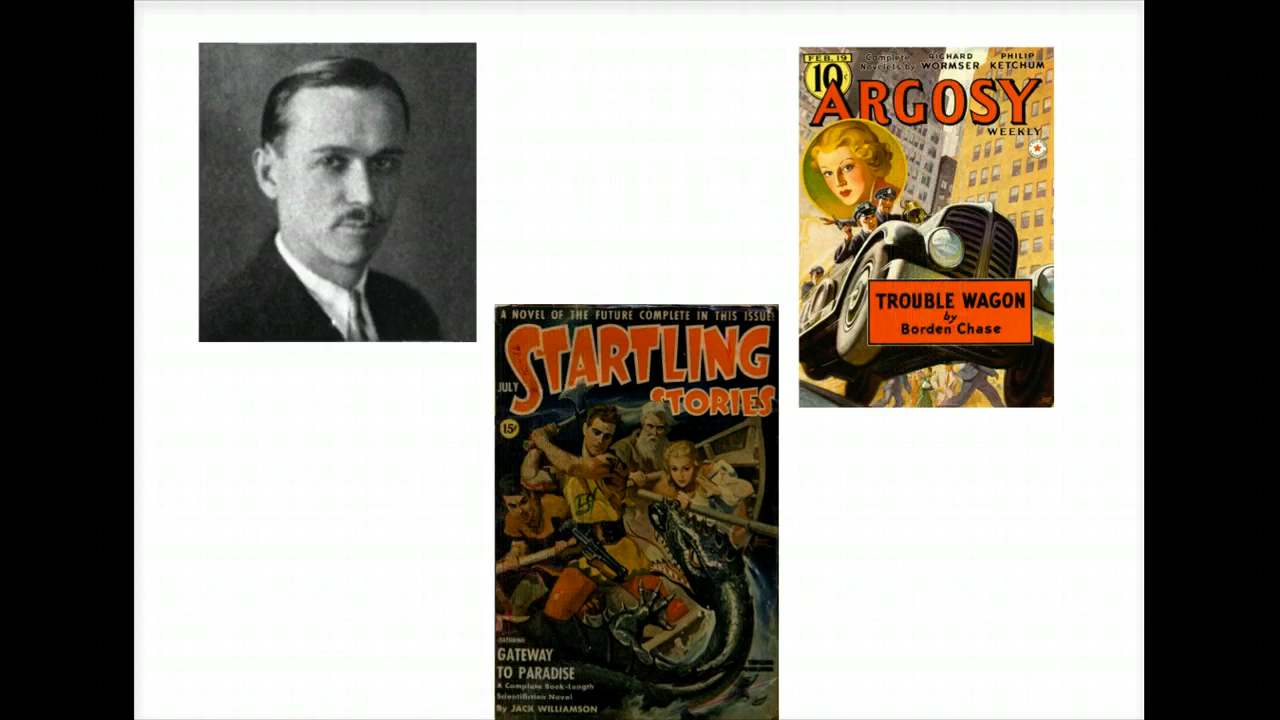 FEB. 19
10¢
Complete Novelets By
RICHARD WORMSER
PHILIP KETCHUM
ARGOSY
WEEKLY
TROUBLE WAGON
by
Borden Chase
A NOVEL OF THE FUTURE COMPLETE IN THIS ISSUE!
STARTLING
JULY
STORIES
15¢
FEATURING
GATEWAY
TO PARADISE
A Complete Book-Length
Scientifiction Novel
By JACK WILLIAMSON